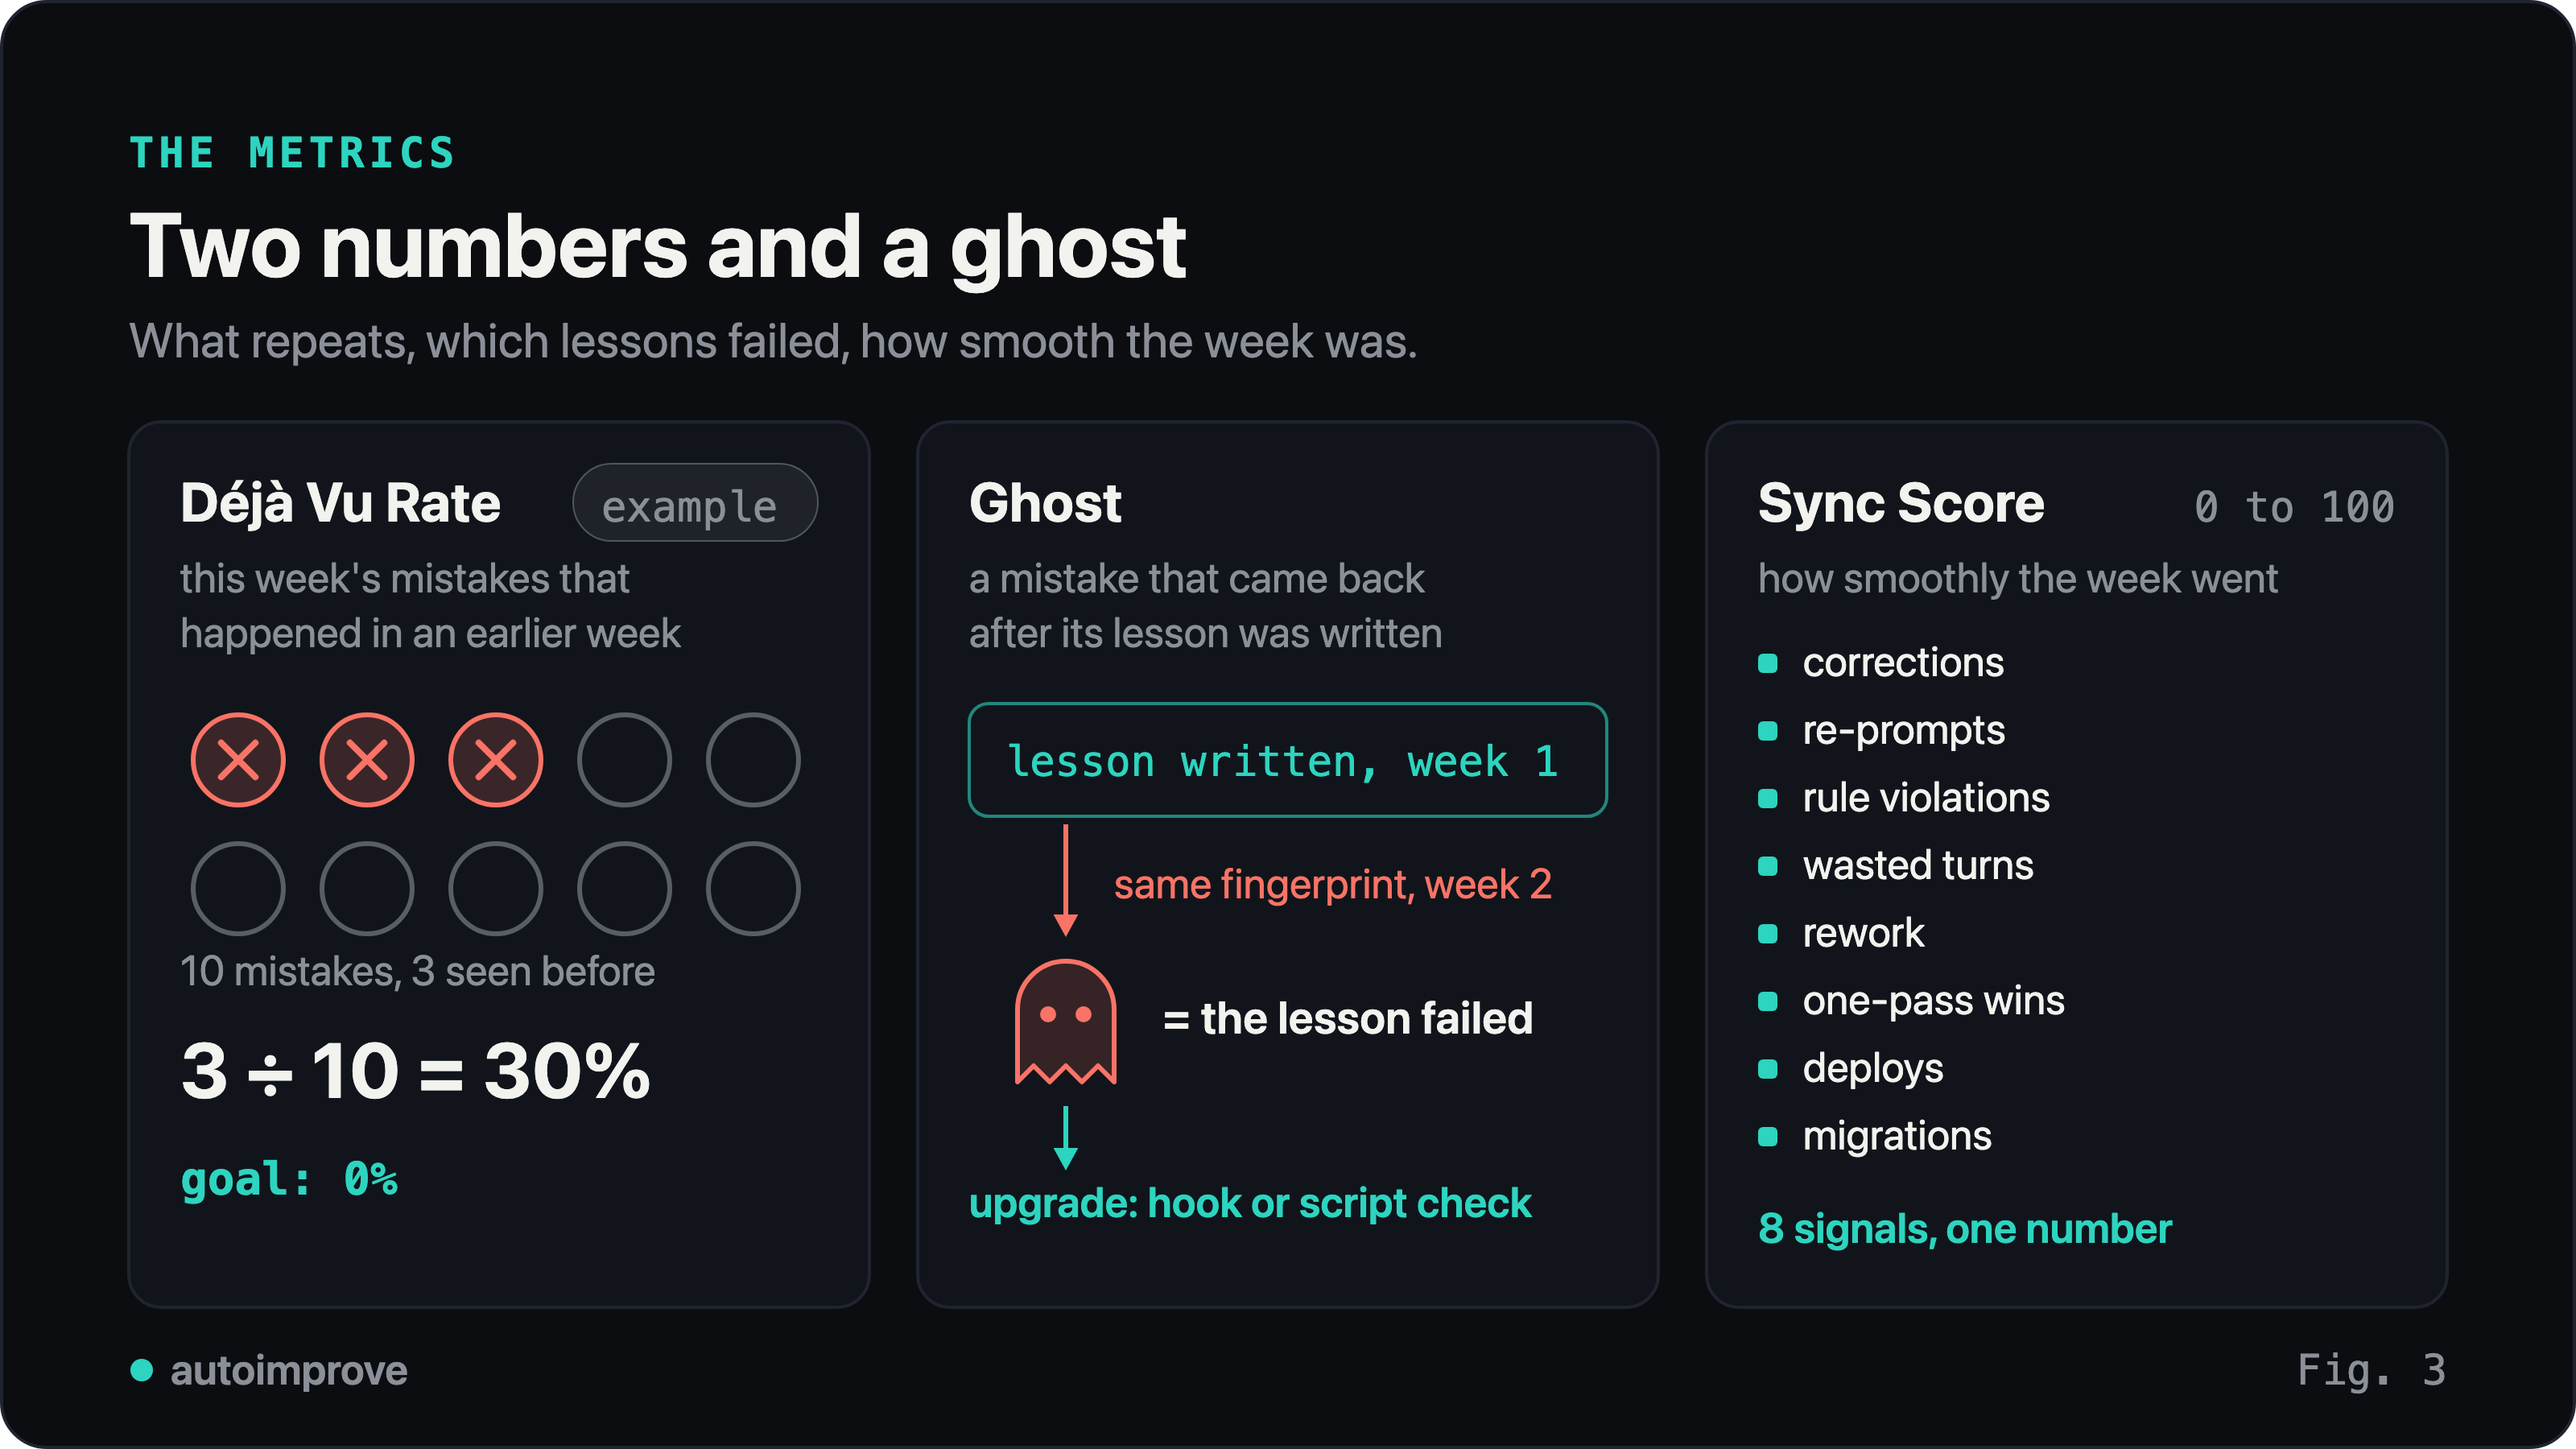 THE METRICS
Two numbers and a ghost
What repeats, which lessons failed, how smooth the week was.
Déjà Vu Rate
example
this week's mistakes that
happened in an earlier week
10 mistakes, 3 seen before
3 ÷ 10 = 30%
goal: 0%
Ghost
a mistake that came back
after its lesson was written
lesson written, week 1
same fingerprint, week 2
= the lesson failed
upgrade: hook or script check
Sync Score
0 to 100
how smoothly the week went
corrections
re-prompts
rule violations
wasted turns
rework
one-pass wins
deploys
migrations
8 signals, one number
autoimprove
Fig. 3